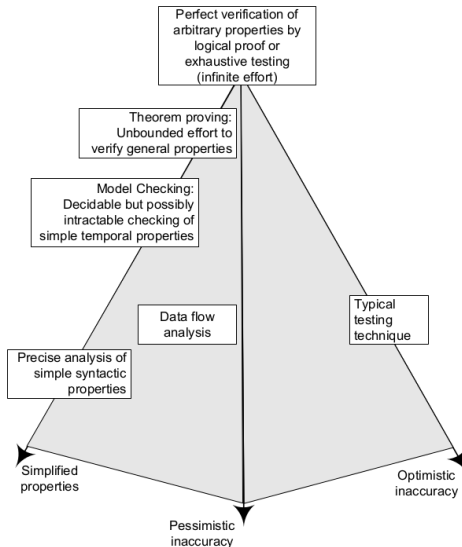 Perfect verification of
arbitrary properties by
logical proof or
exhaustive testing
(infinite effort)
Theorem proving:
Unbounded effort to
verify general properties
Model Checking:
Decidable but possibly
intractable checking of
simple temporal properties
Data flow
analysis
Typical
testing
technique
Precise analysis of
simple syntactic
properties
Simplified
properties
Optimistic
inaccuracy
Pessimistic
inaccuracy